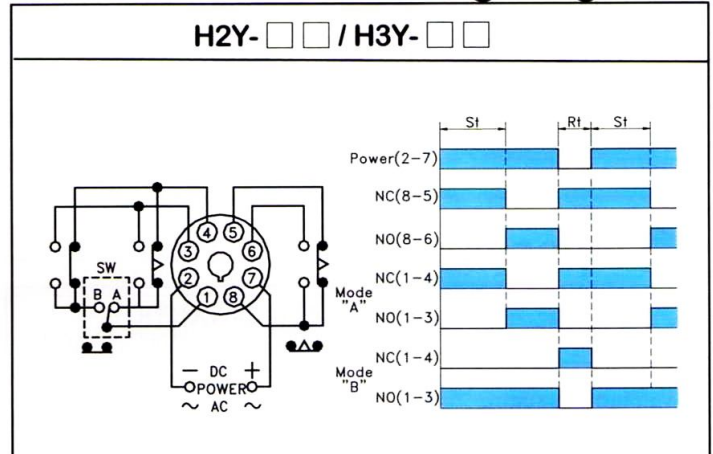 H2Y- □ □ / H3Y- □ □
St Rt St
Power(2-7)
NC(8-5)
NO(8-6)
Mode "A"
NC(1-4)
NO(1-3)
Mode "B"
NC(1-4)
NO(1-3)
4 5
3 6
2 7
1 8
SW
B A
− DC +
POWER
~ AC ~